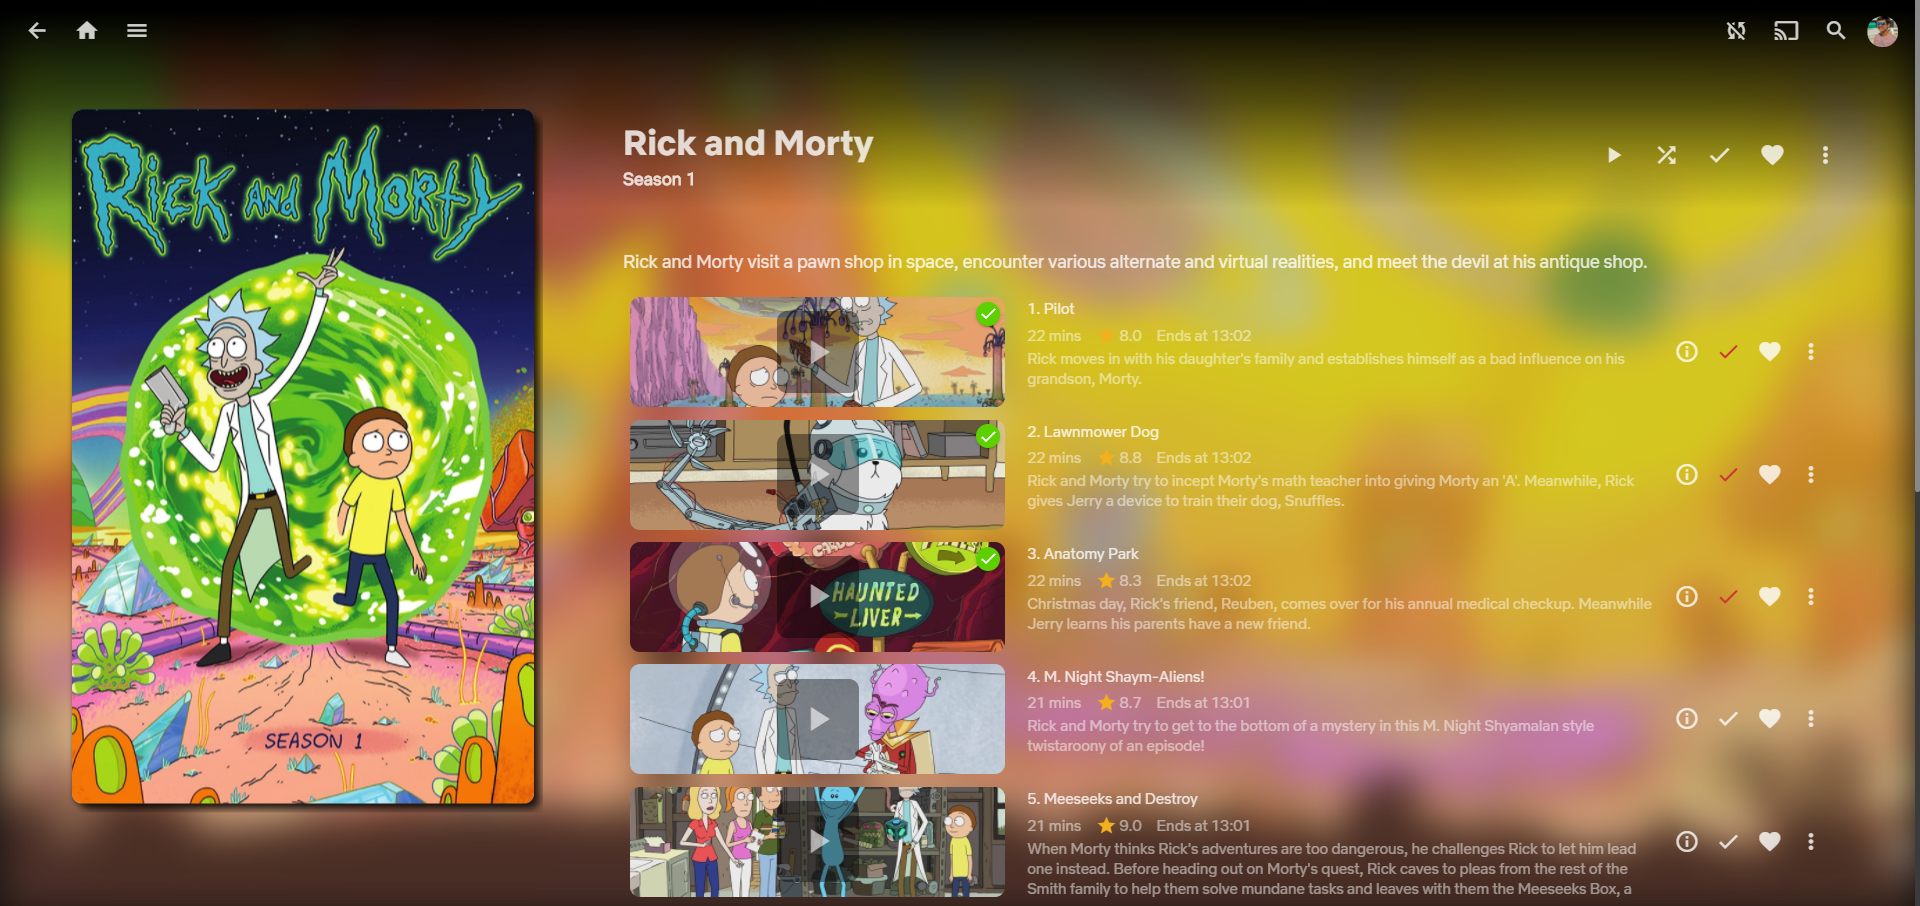 RICK AND MORTY
SEASON 1
Rick and Morty
Season 1
Rick and Morty visit a pawn shop in space, encounter various alternate and virtual realities, and meet the devil at his antique shop.
1. Pilot
22 mins 8.0 Ends at 13:02
Rick moves in with his daughter's family and establishes himself as a bad influence on his
grandson, Morty.
2. Lawnmower Dog
22 mins 8.8 Ends at 13:02
Rick and Morty try to incept Morty's math teacher into giving Morty an 'A'. Meanwhile, Rick
gives Jerry a device to train their dog, Snuffles.
HAUNTED
LIVER
3. Anatomy Park
22 mins 8.3 Ends at 13:02
Christmas day, Rick's friend, Reuben, comes over for his annual medical checkup. Meanwhile
Jerry learns his parents have a new friend.
4. M. Night Shaym-Aliens!
21 mins 8.7 Ends at 13:01
Rick and Morty try to get to the bottom of a mystery in this M. Night Shyamalan style
twistaroony of an episode!
5. Meeseeks and Destroy
21 mins 9.0 Ends at 13:01
When Morty thinks Rick's adventures are too dangerous, he challenges Rick to let him lead
one instead. Before heading out on Morty's quest, Rick caves to pleas from the rest of the
Smith family to help them solve mundane tasks and leaves with them the Meeseeks Box, a